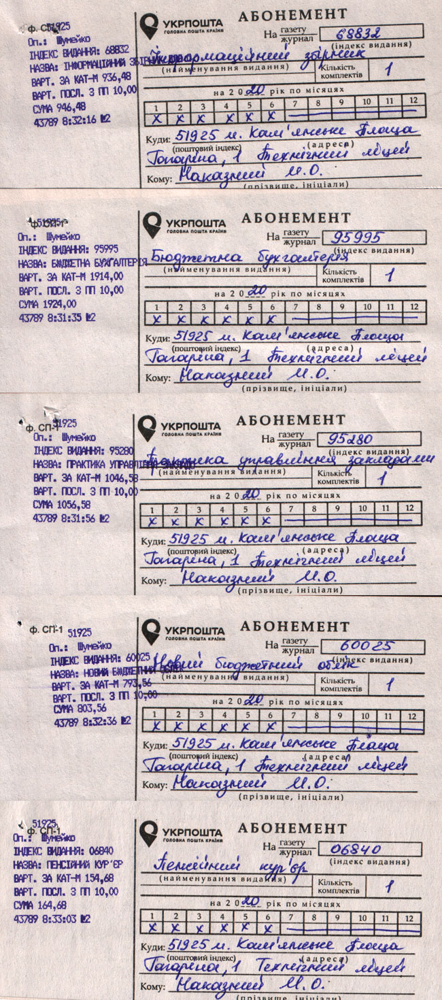 ф. СП-1 51925
Оп.: Шумейко
ІНДЕКС ВИДАННЯ: 68832
НАЗВА: ІНФОРМАЦІЙНИЙ ЗБІРНИК
ВАРТ. ЗА КАТ-М 936,48
ВАРТ. ПОСЛ. З ПП 10,00
СУМА 946,48
43789 8:32:16 №2
УКРПОШТА
ГОЛОВНА ПОШТА КРАЇНИ
АБОНЕМЕНТ
На газету
журнал 68832
(індекс видання)
Інформаційний збірник
(найменування видання)
Кількість
комплектів 1
на 2020 рік по місяцях
1 2 3 4 5 6 7 8 9 10 11 12
х х х х х х
Куди: 51925 м. Кам'янське Площа
(поштовий індекс) (адреса)
Гагаріна, 1 Технічний ліцей
Кому: Наказний М.О.
(прізвище, ініціали)
ф. СП-1 51925
Оп.: Шумейко
ІНДЕКС ВИДАННЯ: 95995
НАЗВА: БЮДЖЕТНА БУХГАЛТЕРІЯ
ВАРТ. ЗА КАТ-М 1914,00
ВАРТ. ПОСЛ. З ПП 10,00
СУМА 1924,00
43789 8:31:35 №2
УКРПОШТА
ГОЛОВНА ПОШТА КРАЇНИ
АБОНЕМЕНТ
На газету
журнал 95995
(індекс видання)
Бюджетна бухгалтерія
(найменування видання)
Кількість
комплектів 1
на 2020 рік по місяцях
1 2 3 4 5 6 7 8 9 10 11 12
х х х х х х
Куди: 51925 м. Кам'янське Площа
(поштовий індекс) (адреса)
Гагаріна, 1 Технічний ліцей
Кому: Наказний М.О.
(прізвище, ініціали)
ф. СП-1 51925
Оп.: Шумейко
ІНДЕКС ВИДАННЯ: 95280
НАЗВА: ПРАКТИКА УПРАВЛІННЯ ЗАКЛАДО
ВАРТ. ЗА КАТ-М 1046,58
ВАРТ. ПОСЛ. З ПП 10,00
СУМА 1056,58
43789 8:31:56 №2
УКРПОШТА
ГОЛОВНА ПОШТА КРАЇНИ
АБОНЕМЕНТ
На газету
журнал 95280
(індекс видання)
Практика управління закладами
(найменування видання)
Кількість
комплектів 1
на 2020 рік по місяцях
1 2 3 4 5 6 7 8 9 10 11 12
х х х х х х
Куди: 51925 м. Кам'янське Площа
(поштовий індекс) (адреса)
Гагаріна, 1 Технічний ліцей
Кому: Наказний М.О.
(прізвище, ініціали)
ф. СП-1 51925
Оп.: Шумейко
ІНДЕКС ВИДАННЯ: 60025
НАЗВА: НОВИЙ БЮДЖЕТНИЙ ОБЛІК
ВАРТ. ЗА КАТ-М 793,56
ВАРТ. ПОСЛ. З ПП 10,00
СУМА 803,56
43789 8:32:36 №2
УКРПОШТА
ГОЛОВНА ПОШТА КРАЇНИ
АБОНЕМЕНТ
На газету
журнал 60025
(індекс видання)
Новий бюджетний облік
(найменування видання)
Кількість
комплектів 1
на 2020 рік по місяцях
1 2 3 4 5 6 7 8 9 10 11 12
х х х х х х
Куди: 51925 м. Кам'янське Площа
(поштовий індекс) (адреса)
Гагаріна, 1 Технічний ліцей
Кому: Наказний М.О.
(прізвище, ініціали)
ф. СП-1 51925
Оп.: Шумейко
ІНДЕКС ВИДАННЯ: 06840
НАЗВА: ПЕНСІЙНИЙ КУР'ЄР
ВАРТ. ЗА КАТ-М 154,68
ВАРТ. ПОСЛ. З ПП 10,00
СУМА 164,68
43789 8:33:03 №2
УКРПОШТА
ГОЛОВНА ПОШТА КРАЇНИ
АБОНЕМЕНТ
На газету
журнал 06840
(індекс видання)
Пенсійний кур'єр
(найменування видання)
Кількість
комплектів 1
на 2020 рік по місяцях
1 2 3 4 5 6 7 8 9 10 11 12
х х х х х х
Куди: 51925 м. Кам'янське Площа
(поштовий індекс) (адреса)
Гагаріна, 1 Технічний ліцей
Кому: Наказний М.О.
(прізвище, ініціали)